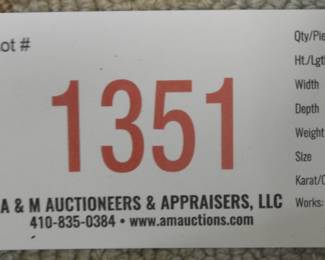 ot #
1351
A & M AUCTIONEERS & APPRAISERS, LLC
410-835-0384 • www.amauctions.com
Qty/Pie
Ht./Lgt
Width
Depth
Weight
Size
Karat/C
Works: